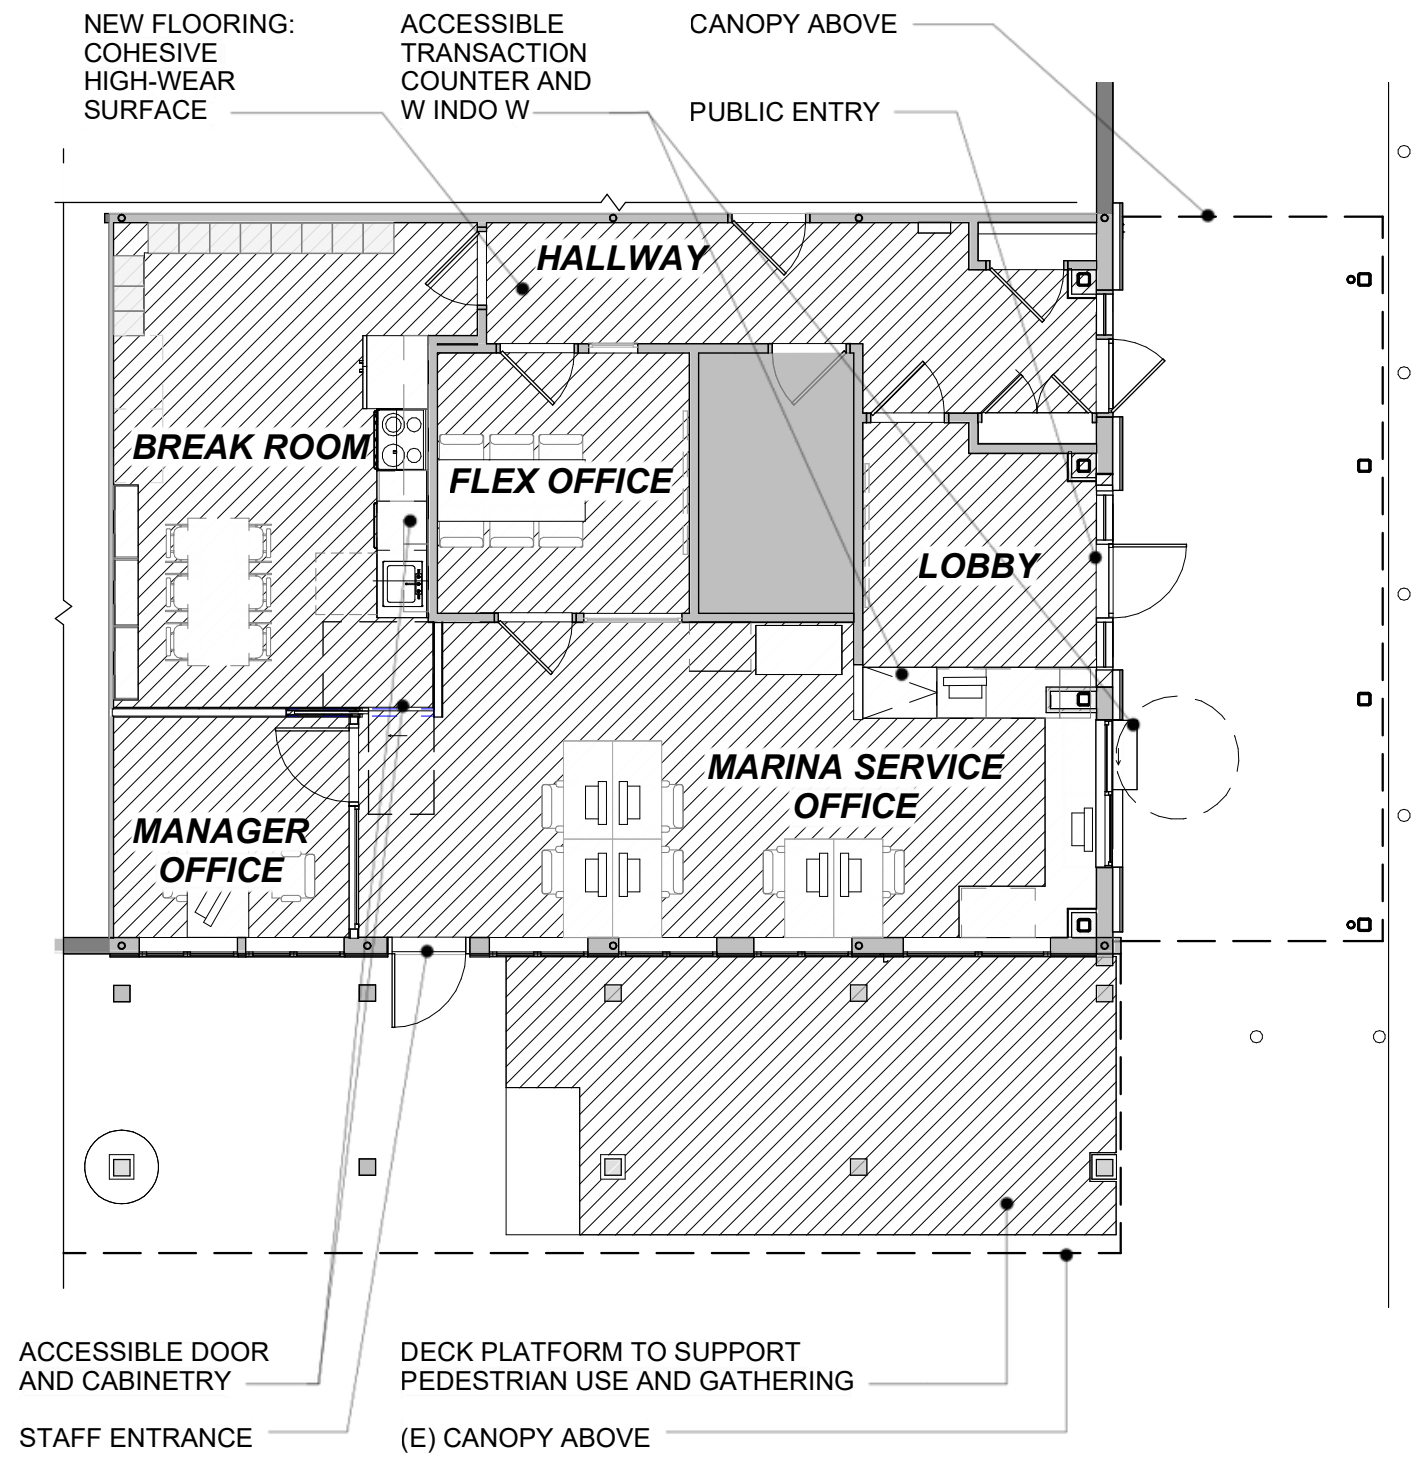 NEW FLOORING:
COHESIVE
HIGH-WEAR
SURFACE
ACCESSIBLE
TRANSACTION
COUNTER AND
W INDO W
CANOPY ABOVE
PUBLIC ENTRY
HALLWAY
BREAK ROOM
FLEX OFFICE
LOBBY
MARINA SERVICE
OFFICE
MANAGER
OFFICE
ACCESSIBLE DOOR
AND CABINETRY
STAFF ENTRANCE
DECK PLATFORM TO SUPPORT
PEDESTRIAN USE AND GATHERING
(E) CANOPY ABOVE